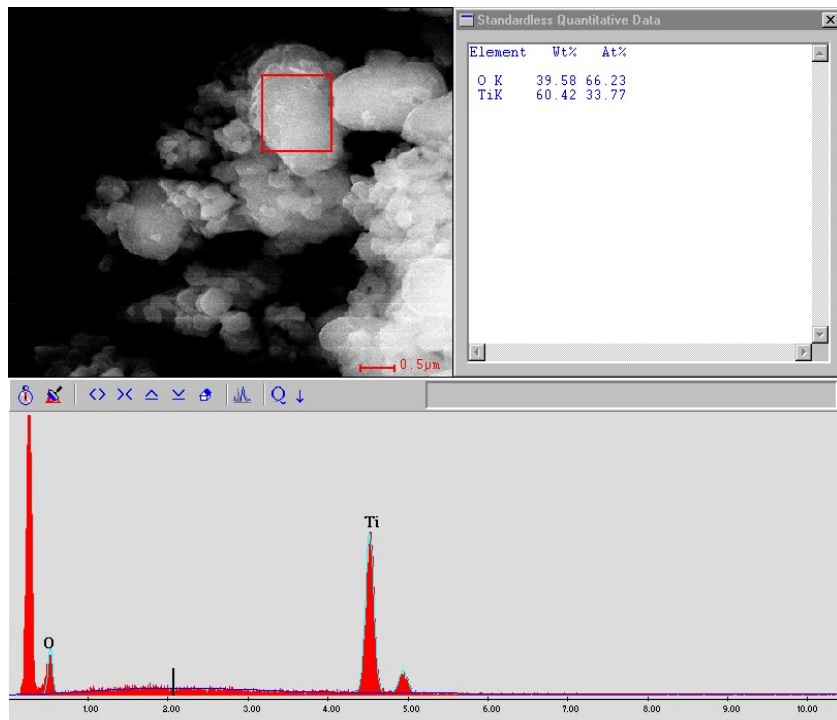 Standardless Quantitative Data
Element Wt% At%
O K 39.58 66.23
TiK 60.42 33.77
0.5µm
Q
O
Ti
1.00 2.00 3.00 4.00 5.00 6.00 7.00 8.00 9.00 10.00